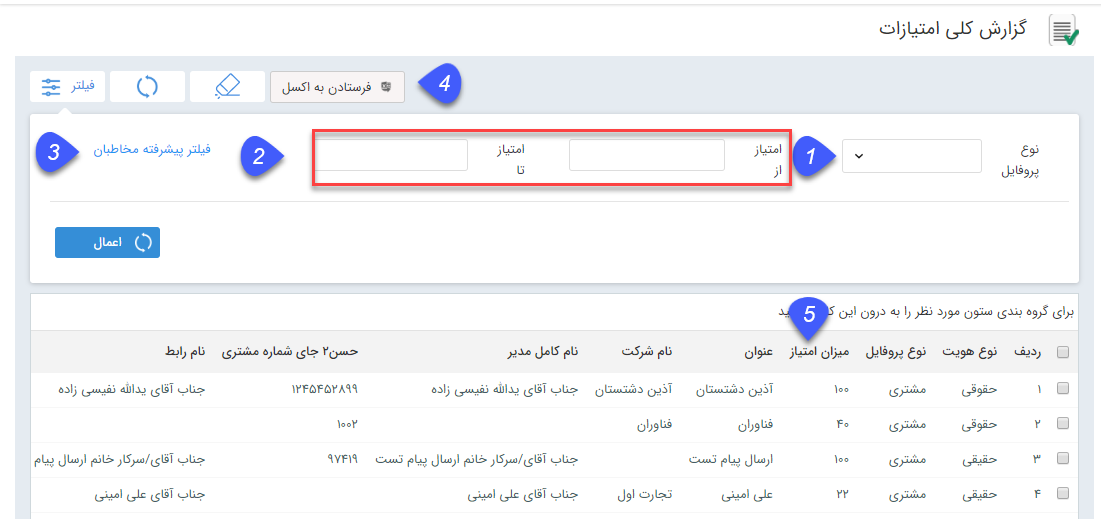 گزارش کلی امتیازات
فرستادن به اکسل
4
فیلتر
نوع پروفایل
1
امتیاز از
امتیاز تا
2
فیلتر پیشرفته مخاطبان
3
اعمال
برای گروه بندی ستون مورد نظر را به درون این
5
ردیف نوع هویت نوع پروفایل میزان امتیاز عنوان نام شرکت نام کامل مدیر حسن۲ جای شماره مشتری نام رابط
۱ حقوقی مشتری ۱۰۰ آذین دشتستان آذین دشتستان جناب آقای یدالله نفیسی زاده ۱۲۴۵۴۵۲۸۹۹ جناب آقای یدالله نفیسی زاده
۲ حقوقی مشتری ۴۰ فناوران فناوران ۱۰۰۲
۳ حقیقی مشتری ۱۰۰ ارسال پیام تست جناب آقای/سرکار خانم ارسال پیام تست ۹۷۴۱۹ جناب آقای/سرکار خانم ارسال پیام
۴ حقیقی مشتری ۲۲ علی امینی تجارت اول جناب آقای علی امینی جناب آقای علی امینی